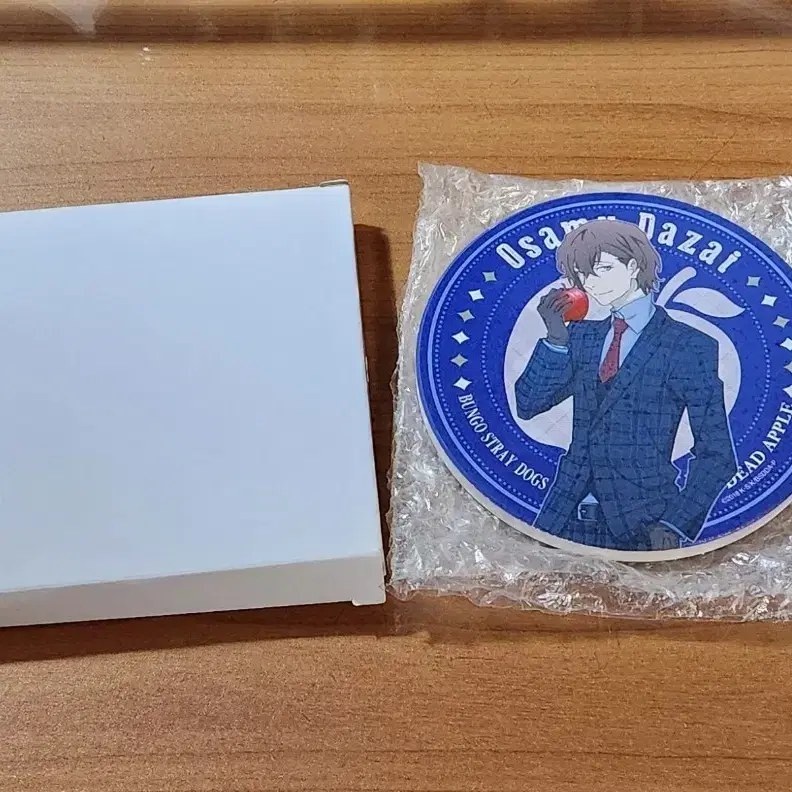 Osamu Dazai
BUNGO STRAY DOGS
DEAD APPLE